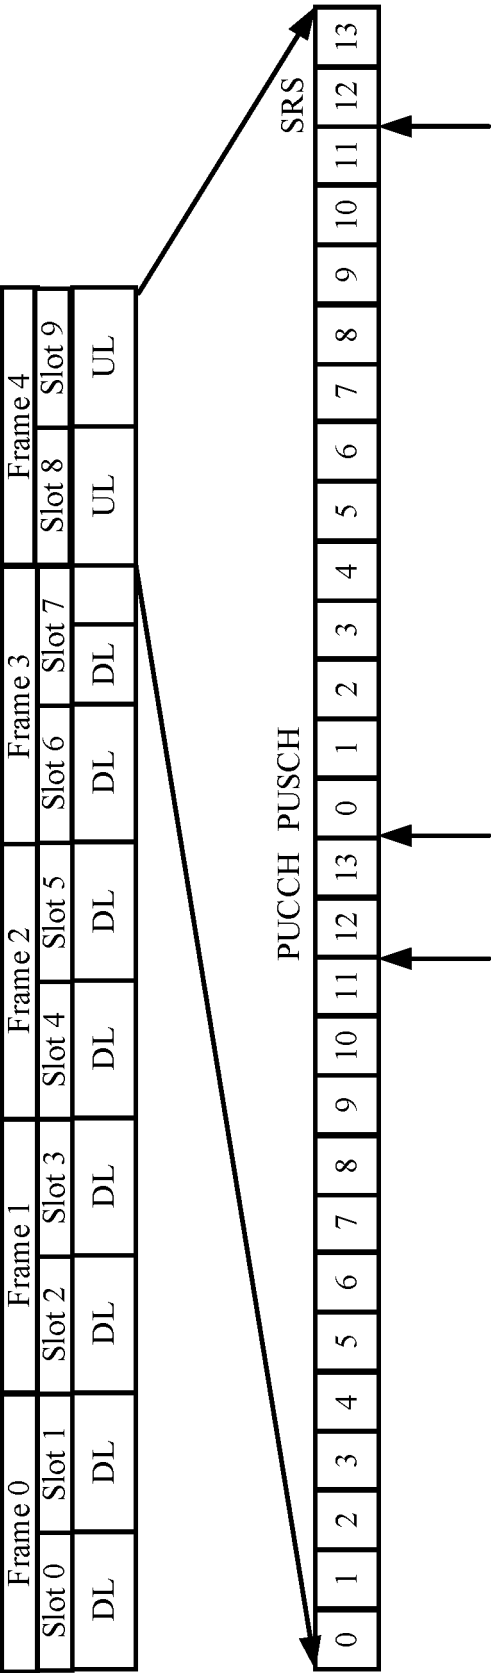 Frame 0 Frame 1 Frame 2 Frame 3 Frame 4
Slot 0 Slot 1 Slot 2 Slot 3 Slot 4 Slot 5 Slot 6 Slot 7 Slot 8 Slot 9
DL DL DL DL DL DL DL DL UL UL
PUCCH PUSCH SRS
0 1 2 3 4 5 6 7 8 9 10 11 12 13 0 1 2 3 4 5 6 7 8 9 10 11 12 13